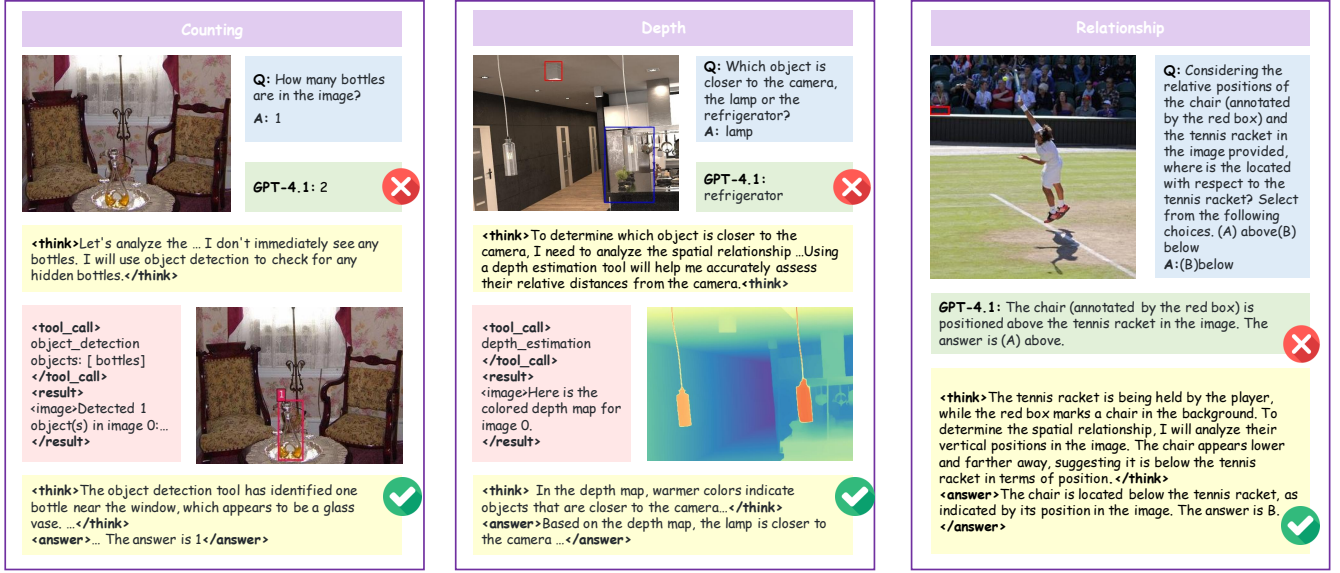 Counting
Q: How many bottles
are in the image?
A: 1
GPT-4.1: 2
<think>Let's analyze the ... I don't immediately see any
bottles. I will use object detection to check for any
hidden bottles.</think>
<tool_call>
object_detection
objects: [ bottles]
</tool_call>
<result>
<image>Detected 1
object(s) in image 0:...
</result>
1
<think>The object detection tool has identified one
bottle near the window, which appears to be a glass
vase. ...</think>
<answer>... The answer is 1</answer>
Depth
Q: Which object is
closer to the camera,
the lamp or the
refrigerator?
A: lamp
GPT-4.1:
refrigerator
<think>To determine which object is closer to the
camera, I need to analyze the spatial relationship ...Using
a depth estimation tool will help me accurately assess
their relative distances from the camera.<think>
<tool_call>
depth_estimation
</tool_call>
<result>
<image>Here is the
colored depth map for
image 0.
</result>
<think> In the depth map, warmer colors indicate
objects that are closer to the camera...</think>
<answer>Based on the depth map, the lamp is closer to
the camera ...</answer>
Relationship
Q: Considering the
relative positions of
the chair (annotated
by the red box) and
the tennis racket in
the image provided,
where is the located
with respect to the
tennis racket? Select
from the following
choices. (A) above(B)
below
A:(B)below
GPT-4.1: The chair (annotated by the red box) is
positioned above the tennis racket in the image. The
answer is (A) above.
<think>The tennis racket is being held by the player,
while the red box marks a chair in the background. To
determine the spatial relationship, I will analyze their
vertical positions in the image. The chair appears lower
and farther away, suggesting it is below the tennis
racket in terms of position.</think>
<answer>The chair is located below the tennis racket, as
indicated by its position in the image. The answer is B.
</answer>